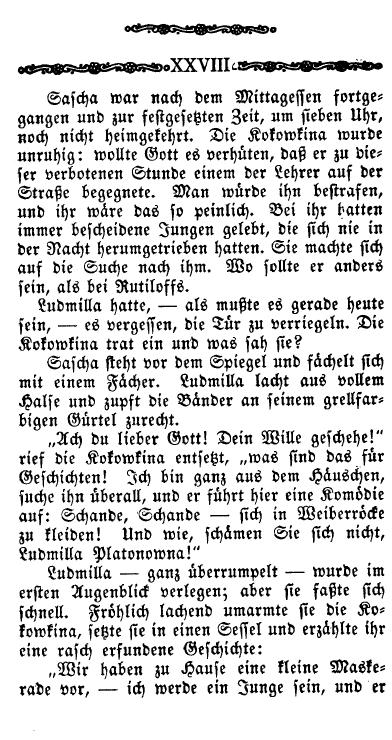 XXVIII
Sascha war nach dem Mittagessen fortge-
gangen und zur festgesetzten Zeit, um sieben Uhr,
noch nicht heimgekehrt. Die Kokowkina wurde
unruhig: wollte Gott es verhüten, daß er zu die-
ser verbotenen Stunde einem der Lehrer auf der
Straße begegnete. Man würde ihn bestrafen,
und ihr wäre das so peinlich. Bei ihr hatten
immer bescheidene Jungen gelebt, die sich nie in
der Nacht herumgetrieben hatten. Sie machte sich
auf die Suche nach ihm. Wo sollte er anders
sein, als bei Rutiloffs.
Ludmilla hatte, — als mußte es gerade heute
sein, — es vergessen, die Tür zu verriegeln. Die
Kokowkina trat ein und was sah sie?
Sascha steht vor dem Spiegel und fächelt sich
mit einem Fächer. Ludmilla lacht aus vollem
Halse und zupft die Bänder an seinem grellfar-
bigen Gürtel zurecht.
„Ach du lieber Gott! Dein Wille geschehe!“
rief die Kokowkina entsetzt, „was sind das für
Geschichten! Ich bin ganz aus dem Häuschen,
suche ihn überall, und er führt hier eine Komödie
auf: Schande, Schande — sich in Weiberröcke
zu kleiden! Und wie, schämen Sie sich nicht,
Ludmilla Platonowna!“
Ludmilla — ganz überrumpelt — wurde im
ersten Augenblick verlegen; aber sie faßte sich
schnell. Fröhlich lachend umarmte sie die Ko-
kowkina, setzte sie in einen Sessel und erzählte ihr
eine rasch erfundene Geschichte:
„Wir haben zu Hause eine kleine Maske-
rade vor, — ich werde ein Junge sein, und er